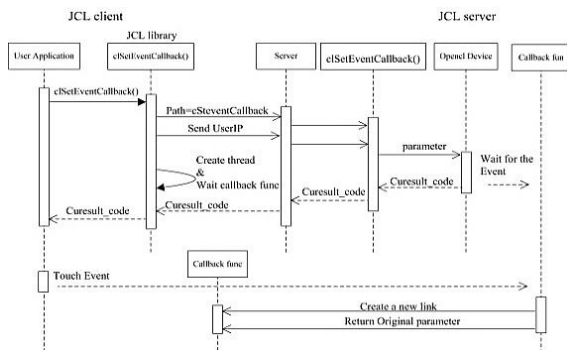 JCL client
JCL server
JCL library
User Application
clSetEventCallback()
Server
clSetEventCallback()
Opencl Device
Callback fun
clSetEventCallback()
Path=cSteventCallback
Send UserIP
parameter
Create thread
&
Wait callback func
Wait for the
Event
Curesult_code
Curesult_code
Curesult_code
Curesult_code
Callback func
Touch Event
Create a new link
Return Original parameter